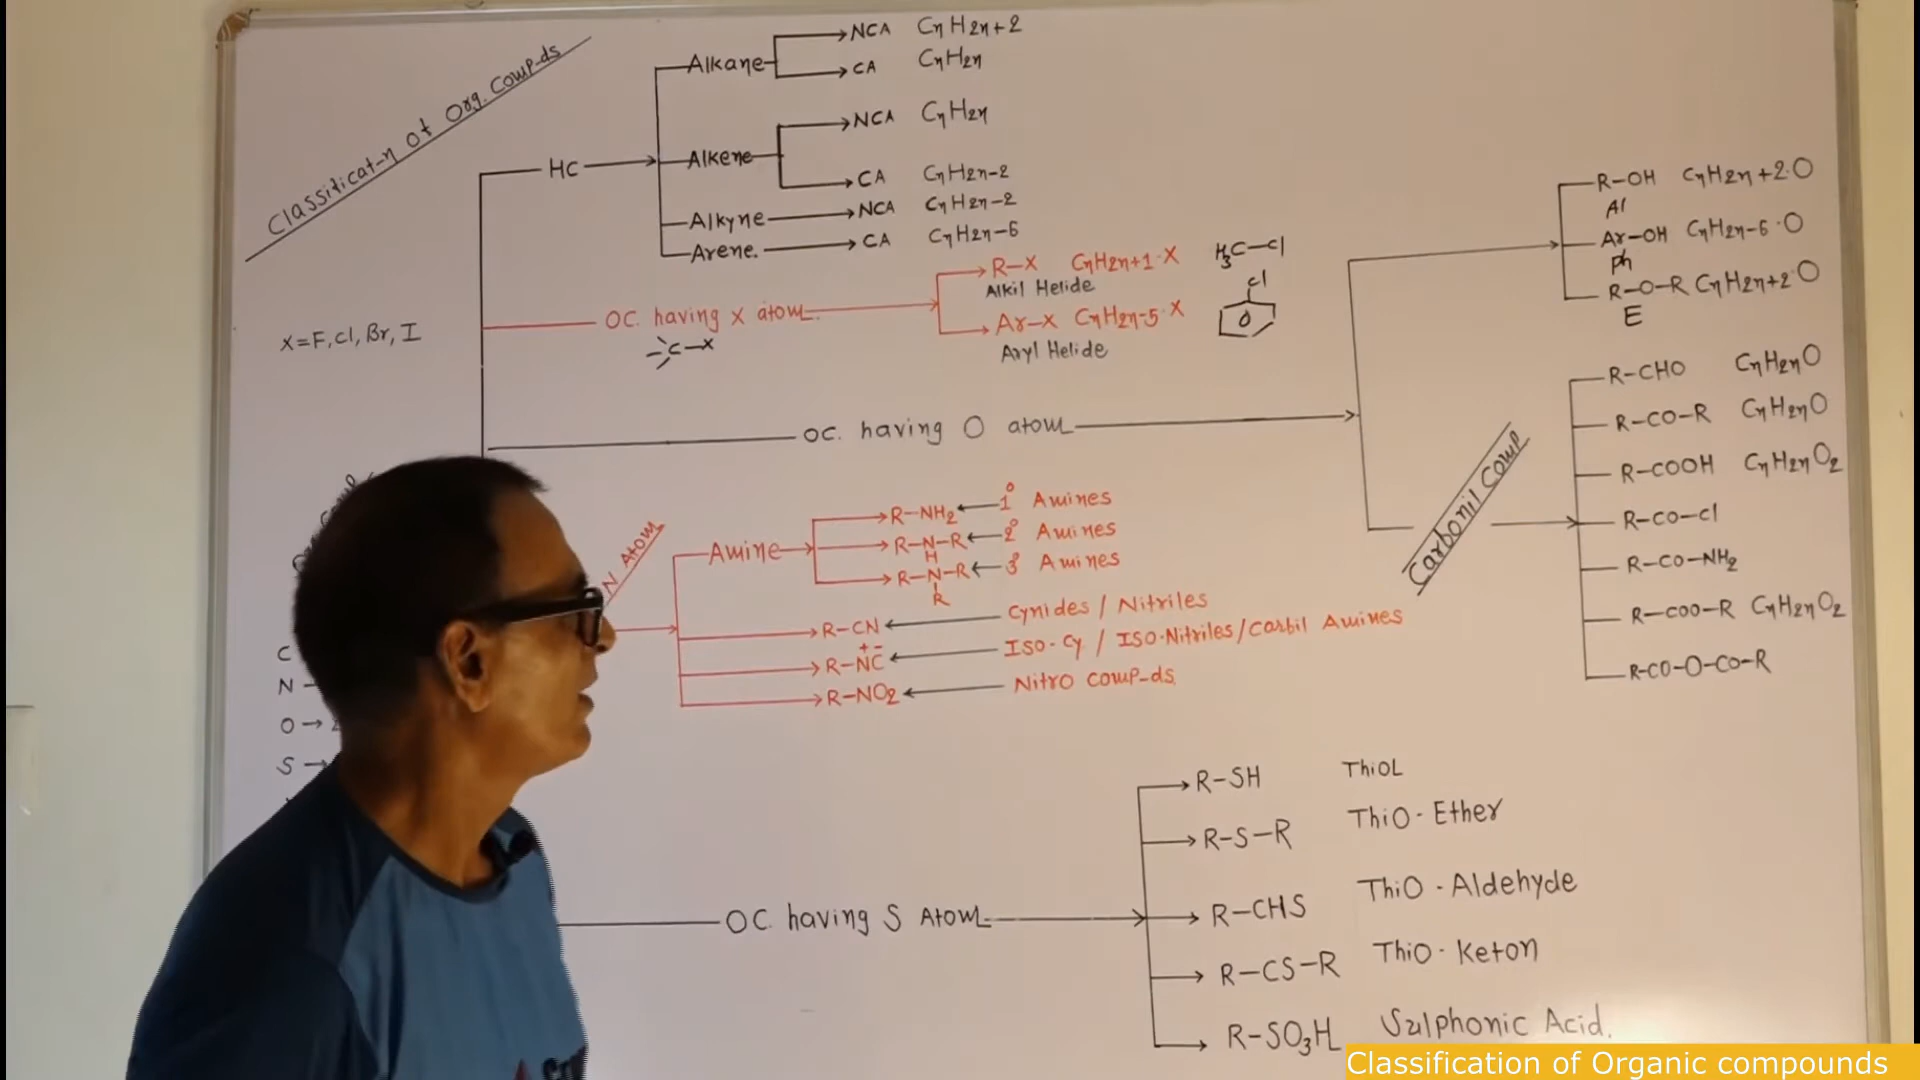 Classificat-n of Org. Comp-ds
HC
Alkane
NCA CnH2n+2
CA CnH2n
Alkene
NCA CnH2n
CA CnH2n-2
Alkyne NCA CnH2n-2
Arene. CA CnH2n-6
X=F, Cl, Br, I
OC. having X atom.
C-X
R-X CnH2n+1·X H3C-Cl
Alkil Helide
Ar-X CnH2n-5·X Cl
Aryl Helide
OC. having O atom
R-OH CnH2n+2·O
Al
Ar-OH CnH2n-6·O
Ph
R-O-R CnH2n+2·O
E
Carbonil Comp
R-CHO CnH2nO
R-CO-R CnH2nO
R-COOH CnH2nO2
R-CO-Cl
R-CO-NH2
R-COO-R CnH2nO2
R-CO-O-CO-R
N Atom
Amine
R-NH2 1° Amines
R-N-R 2° Amines
H
R-N-R 3° Amines
R
R-CN Cynides / Nitriles
+ -
R-NC Iso-Cy / ISO-Nitriles/Carbil Amines
R-NO2 Nitro Comp-ds.
C
N -
O →
S →
OC. having S Atom
R-SH ThiOL
R-S-R ThiO-Ether
R-CHS ThiO-Aldehyde
R-CS-R ThiO-Keton
R-SO3H Sulphonic Acid.
Classification of Organic compounds